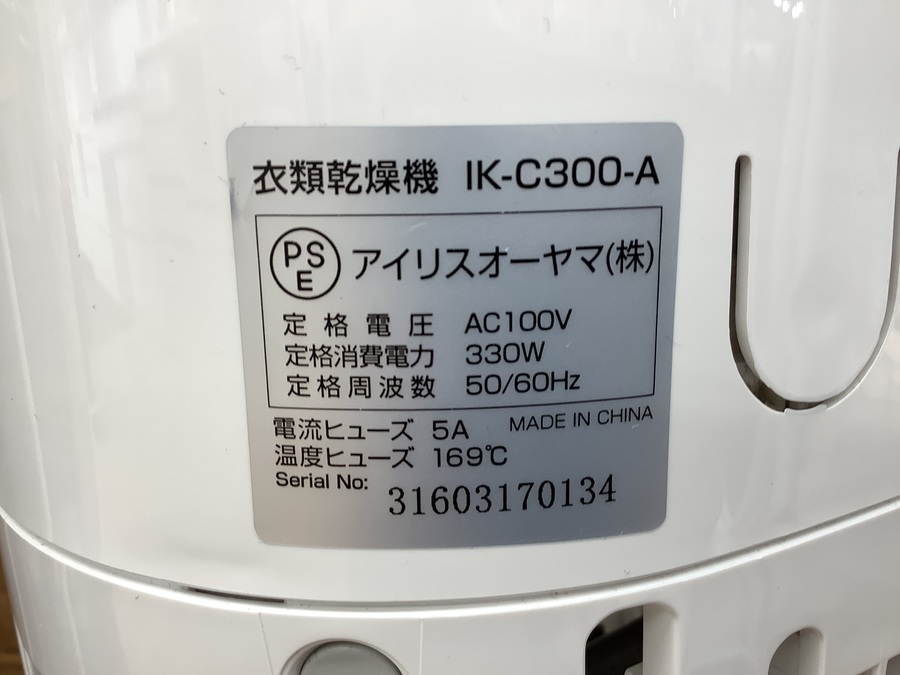 衣類乾燥機 IK-C300-A
PSE アイリスオーヤマ(株)
定格電圧 AC100V
定格消費電力 330W
定格周波数 50/60Hz
電流ヒューズ 5A MADE IN CHINA
温度ヒューズ 169℃
Serial No: 31603170134